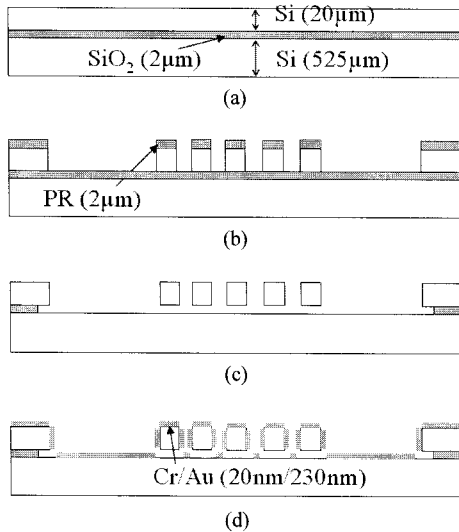 Si (20µm)
SiO₂ (2µm)
Si (525µm)
(a)
PR (2µm)
(b)
(c)
Cr/Au (20nm/230nm)
(d)